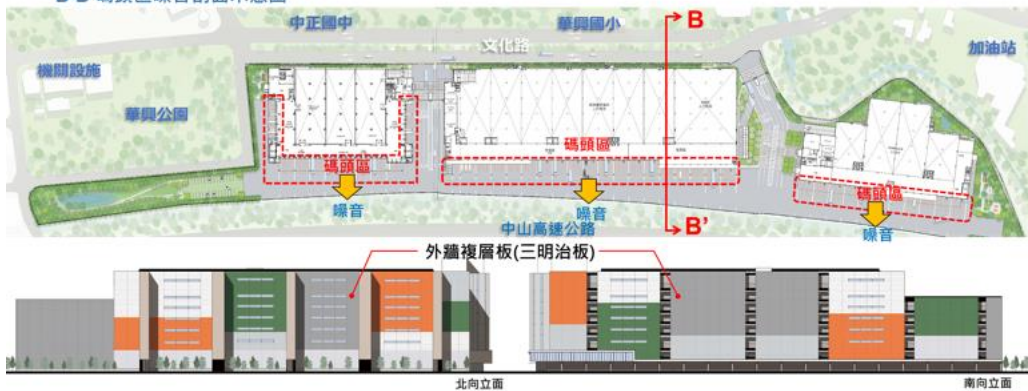 中正國中
華興國小
B
文化路
加油站
機關設施
華興公園
碼頭區
碼頭區
碼頭區
噪音
噪音
噪音
中山高速公路
B'
外牆複層板(三明治板)
北向立面
南向立面